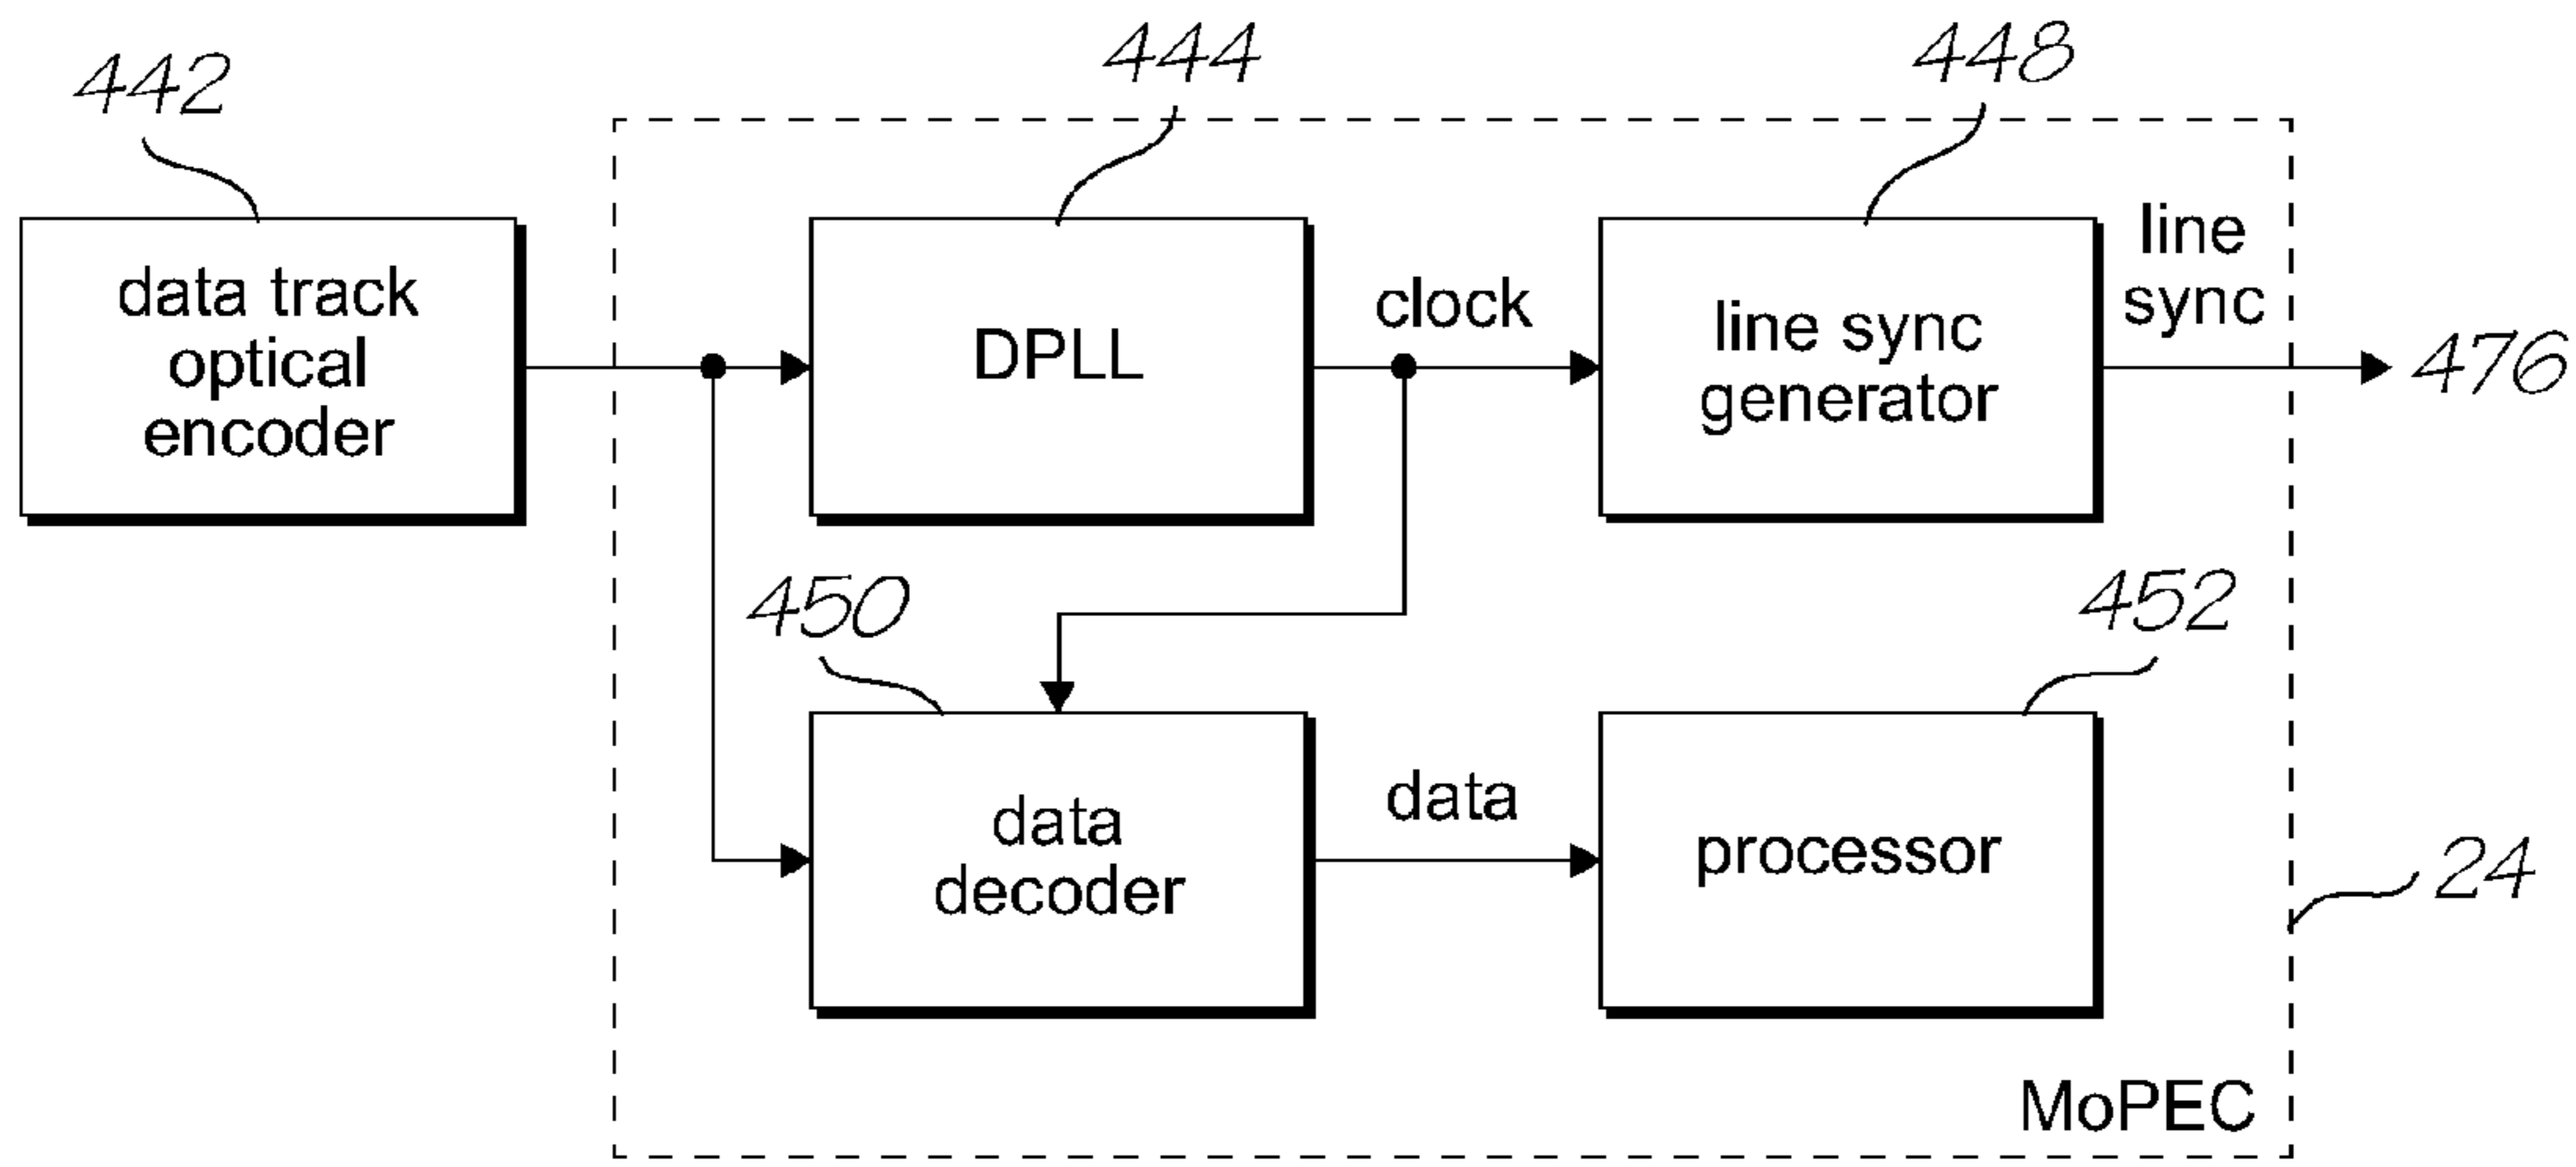 442
444
448
data track
optical
encoder
DPLL
clock
line sync
generator
line
sync
476
450
452
data
decoder
data
processor
24
MoPEC